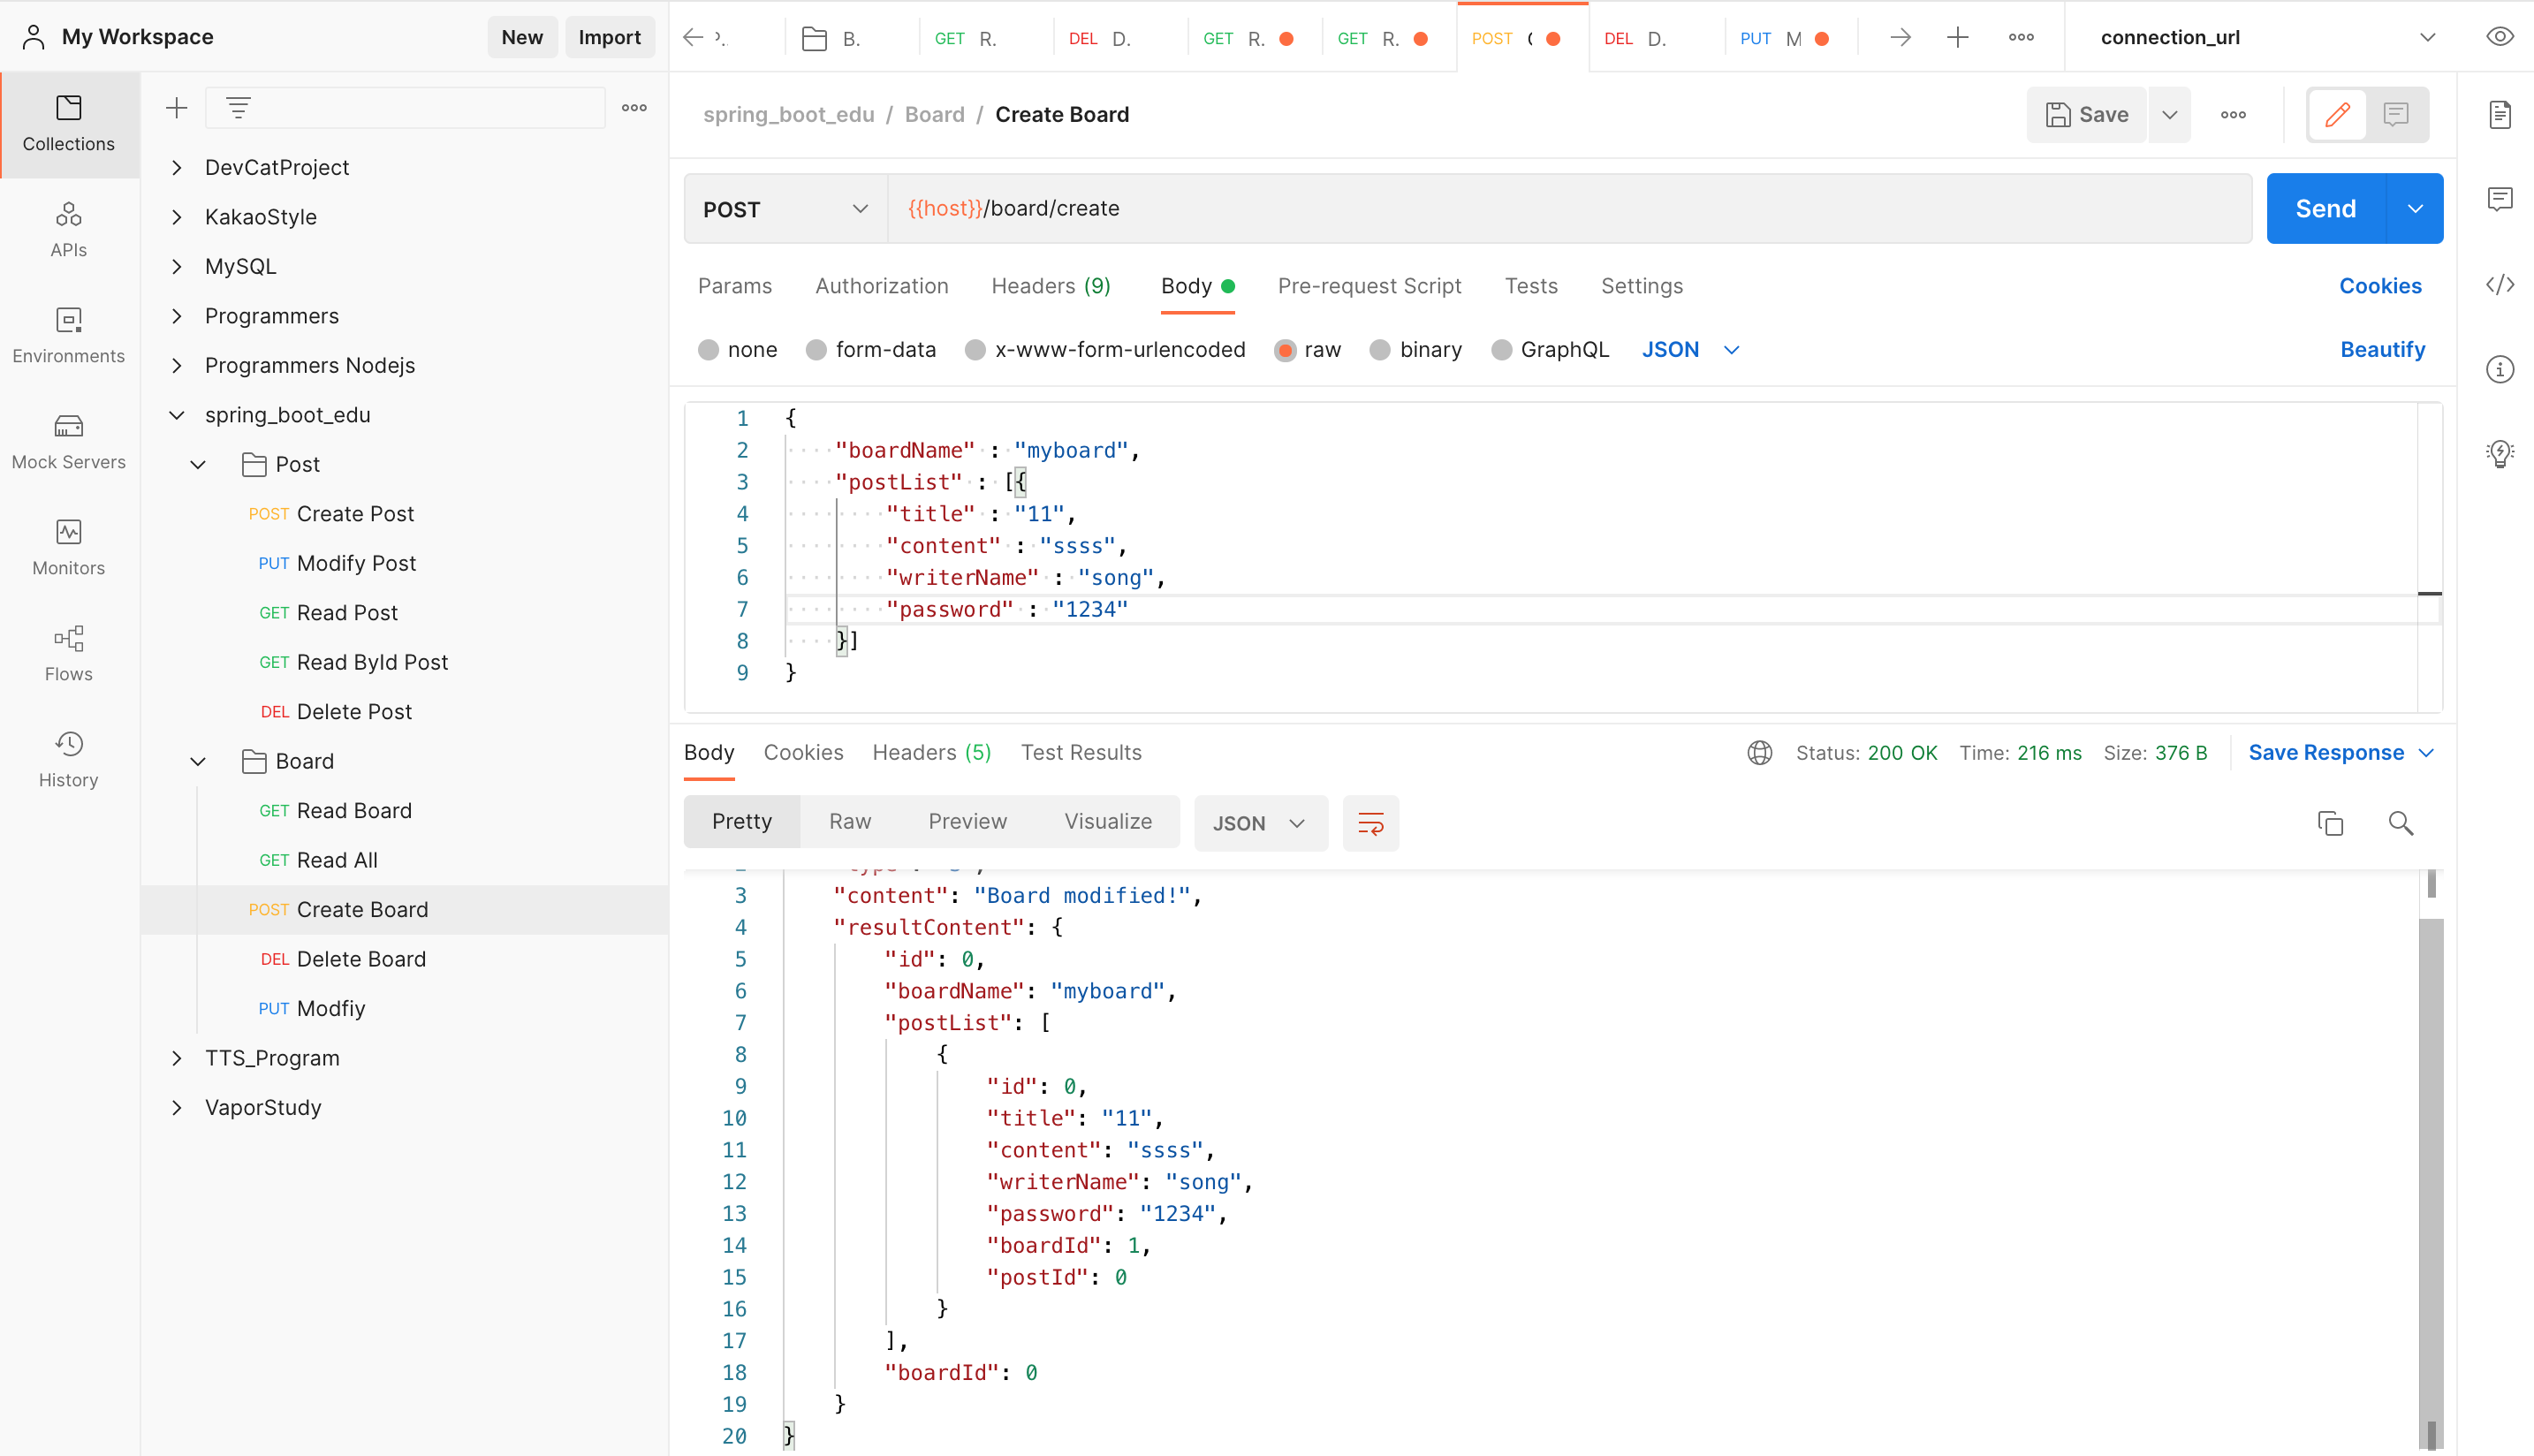 My Workspace
New
Import
B.
GET R.
DEL D.
GET R.
GET R.
POST
DEL D.
PUT M
connection_url
Collections
APIs
Environments
Mock Servers
Monitors
Flows
History
DevCatProject
KakaoStyle
MySQL
Programmers
Programmers Nodejs
spring_boot_edu
Post
POST Create Post
PUT Modify Post
GET Read Post
GET Read ById Post
DEL Delete Post
Board
GET Read Board
GET Read All
POST Create Board
DEL Delete Board
PUT Modfiy
TTS_Program
VaporStudy
spring_boot_edu / Board / Create Board
Save
POST
{{host}}/board/create
Send
Params Authorization Headers (9) Body Pre-request Script Tests Settings Cookies
none form-data x-www-form-urlencoded raw binary GraphQL JSON Beautify
1 {
2 "boardName" : "myboard",
3 "postList" : [{
4 "title" : "11",
5 "content" : "ssss",
6 "writerName" : "song",
7 "password" : "1234"
8 }]
9 }
Body Cookies Headers (5) Test Results Status: 200 OK Time: 216 ms Size: 376 B Save Response
Pretty Raw Preview Visualize JSON
3 "content": "Board modified!",
4 "resultContent": {
5 "id": 0,
6 "boardName": "myboard",
7 "postList": [
8 {
9 "id": 0,
10 "title": "11",
11 "content": "ssss",
12 "writerName": "song",
13 "password": "1234",
14 "boardId": 1,
15 "postId": 0
16 }
17 ],
18 "boardId": 0
19 }
20 }